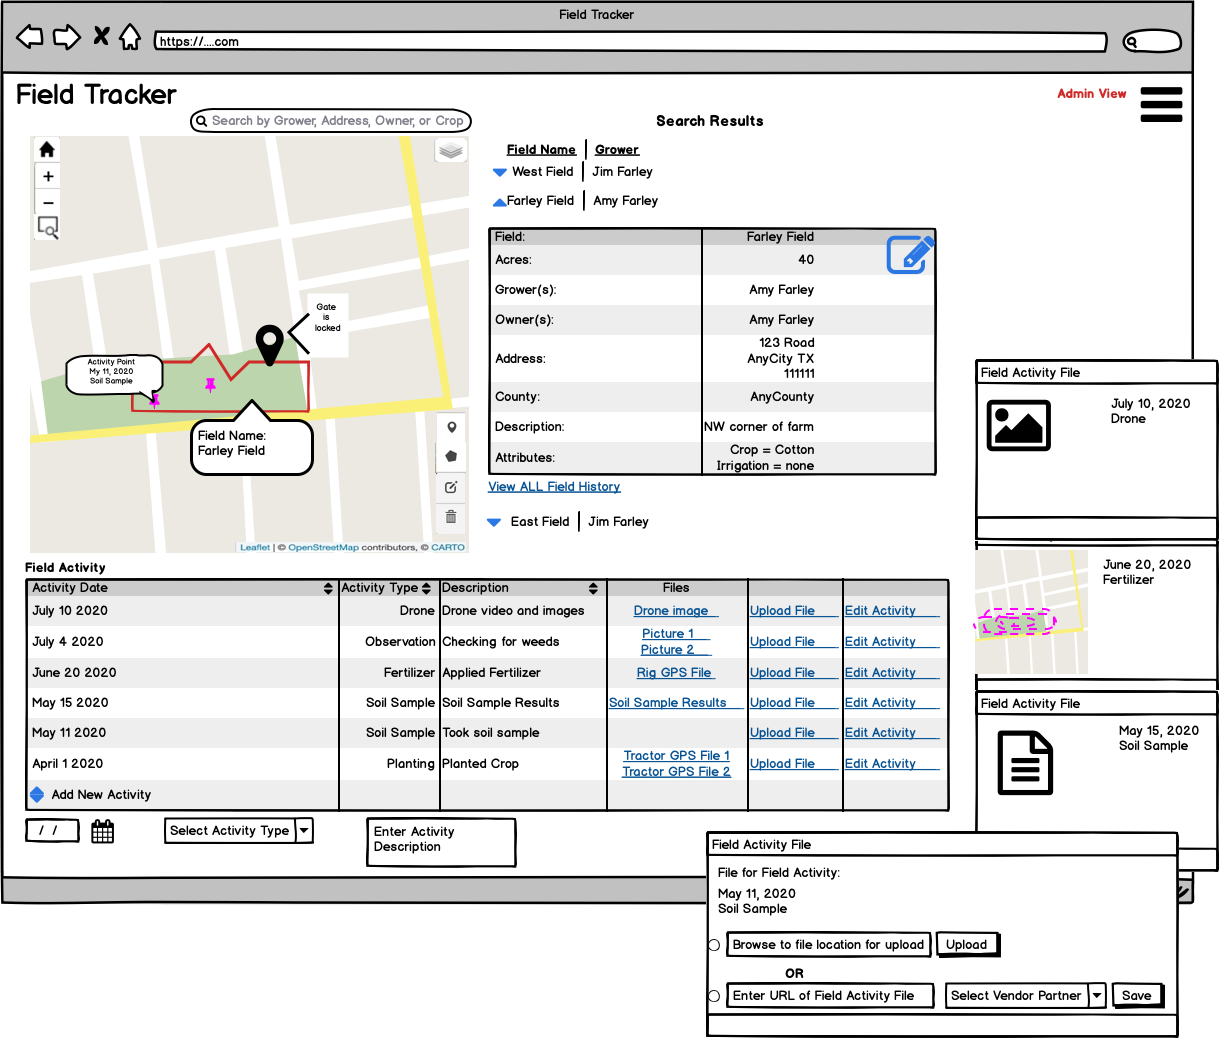 Field Tracker
https://....com
Field Tracker
Admin View
Search by Grower, Address, Owner, or Crop
Search Results
Field Name | Grower
West Field | Jim Farley
Farley Field | Amy Farley
Field: Farley Field
Acres: 40
Grower(s): Amy Farley
Owner(s): Amy Farley
Address: 123 Road
AnyCity TX
111111
County: AnyCounty
Description: NW corner of farm
Attributes: Crop = Cotton
Irrigation = none
View ALL Field History
East Field | Jim Farley
+
−
Gate
is
locked
Activity Point
My 11, 2020
Soil Sample
Field Name:
Farley Field
Leaflet | © OpenStreetMap contributors, © CARTO
Field Activity
Activity Date Activity Type Description Files
July 10 2020 Drone Drone video and images Drone image Upload File Edit Activity
July 4 2020 Observation Checking for weeds Picture 1 Upload File Edit Activity
Picture 2
June 20 2020 Fertilizer Applied Fertilizer Rig GPS File Upload File Edit Activity
May 15 2020 Soil Sample Soil Sample Results Soil Sample Results Upload File Edit Activity
May 11 2020 Soil Sample Took soil sample Upload File Edit Activity
April 1 2020 Planting Planted Crop Tractor GPS File 1 Upload File Edit Activity
Tractor GPS File 2
Add New Activity
/ /
Select Activity Type
Enter Activity
Description
Field Activity File
July 10, 2020
Drone
June 20, 2020
Fertilizer
Field Activity File
May 15, 2020
Soil Sample
Field Activity File
File for Field Activity:
May 11, 2020
Soil Sample
Browse to file location for upload Upload
OR
Enter URL of Field Activity File Select Vendor Partner Save